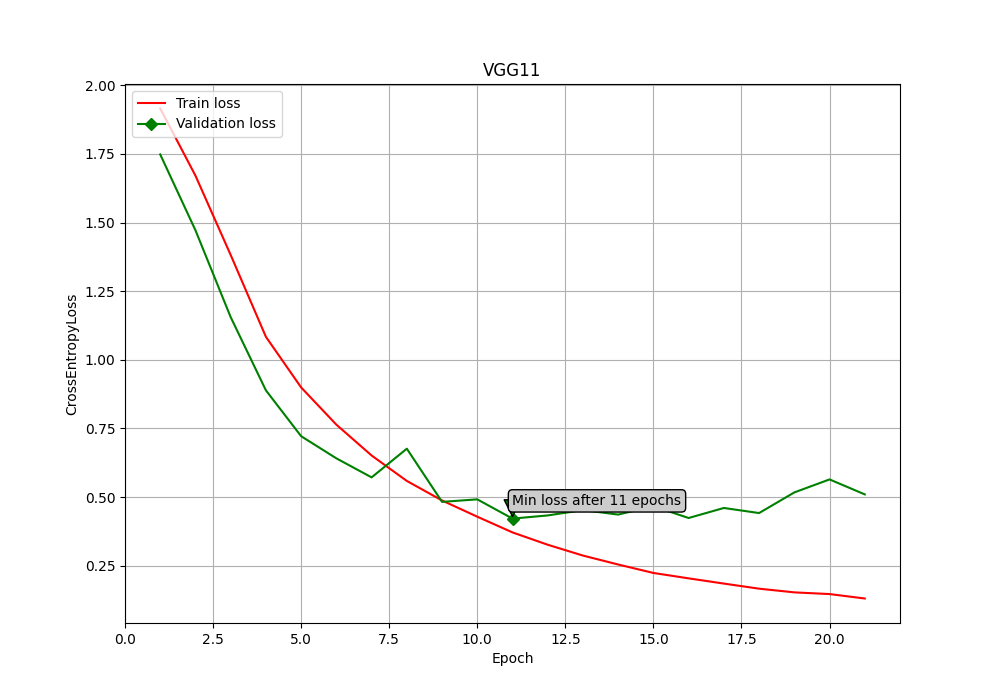 VGG11
Train loss
Validation loss
2.00
1.75
1.50
1.25
1.00
0.75
0.50
0.25
CrossEntropyLoss
Min loss after 11 epochs
0.0 2.5 5.0 7.5 10.0 12.5 15.0 17.5 20.0
Epoch